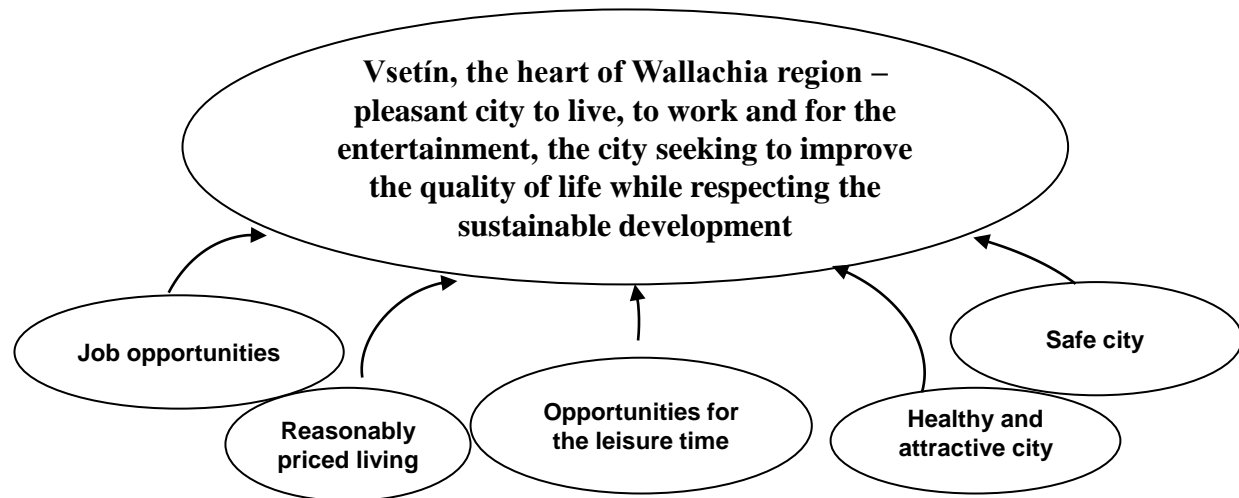 Vsetín, the heart of Wallachia region –
pleasant city to live, to work and for the
entertainment, the city seeking to improve
the quality of life while respecting the
sustainable development
Job opportunities
Reasonably
priced living
Opportunities for
the leisure time
Healthy and
attractive city
Safe city